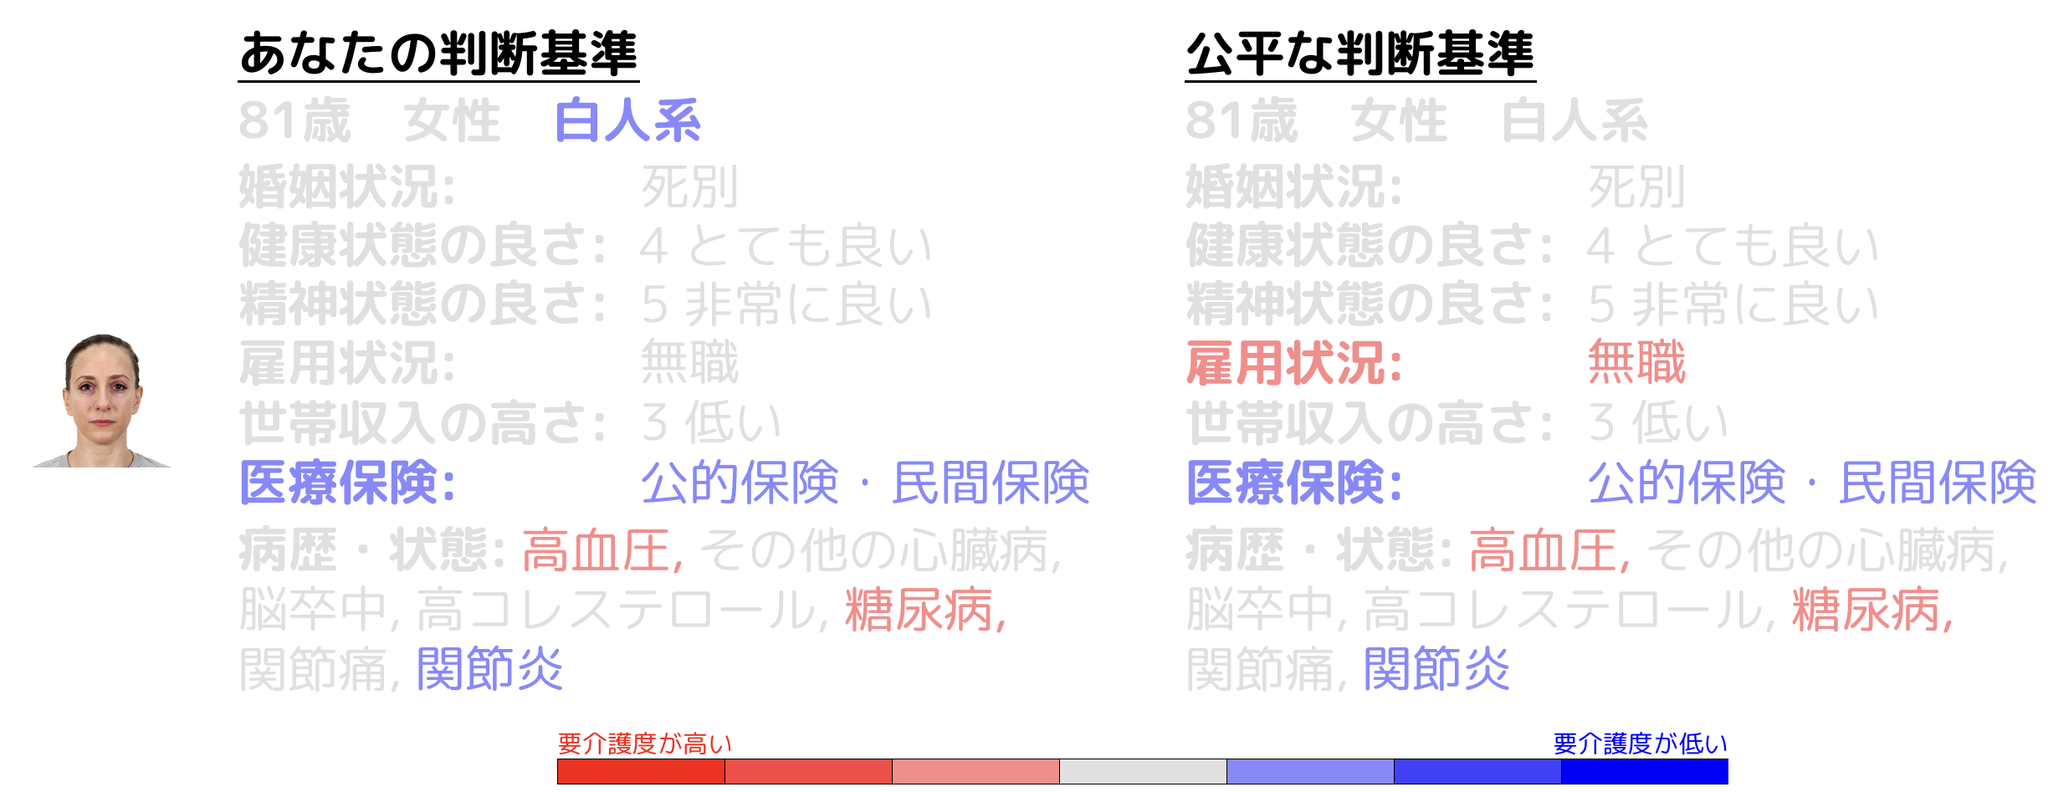 あなたの判断基準
81歳 女性 白人系
婚姻状況: 死別
健康状態の良さ: 4 とても良い
精神状態の良さ: 5 非常に良い
雇用状況: 無職
世帯収入の高さ: 3 低い
医療保険: 公的保険・民間保険
病歴・状態: 高血圧, その他の心臓病,
脳卒中, 高コレステロール, 糖尿病,
関節痛, 関節炎
公平な判断基準
81歳 女性 白人系
婚姻状況: 死別
健康状態の良さ: 4 とても良い
精神状態の良さ: 5 非常に良い
雇用状況: 無職
世帯収入の高さ: 3 低い
医療保険: 公的保険・民間保険
病歴・状態: 高血圧, その他の心臓病,
脳卒中, 高コレステロール, 糖尿病,
関節痛, 関節炎
要介護度が高い
要介護度が低い